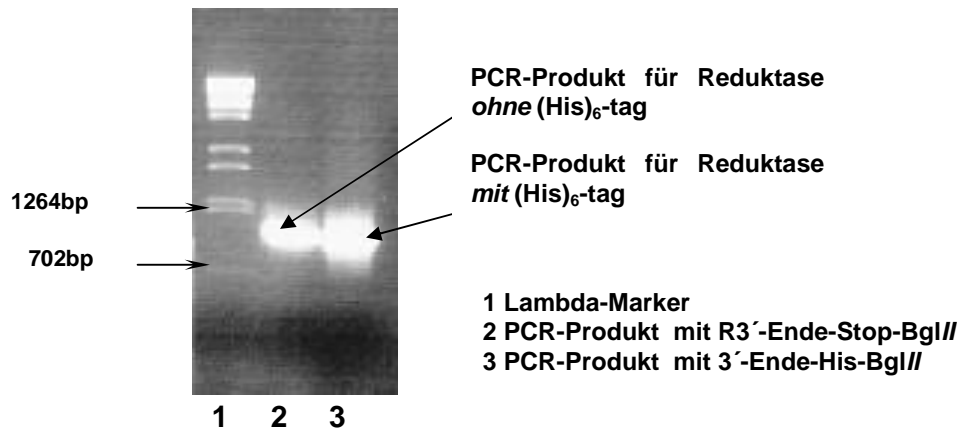 PCR-Produkt für Reduktase
ohne (His)₆-tag
PCR-Produkt für Reduktase
mit (His)₆-tag
1264bp
702bp
1 Lambda-Marker
2 PCR-Produkt mit R3´-Ende-Stop-BglII
3 PCR-Produkt mit 3´-Ende-His-BglII
1 2 3